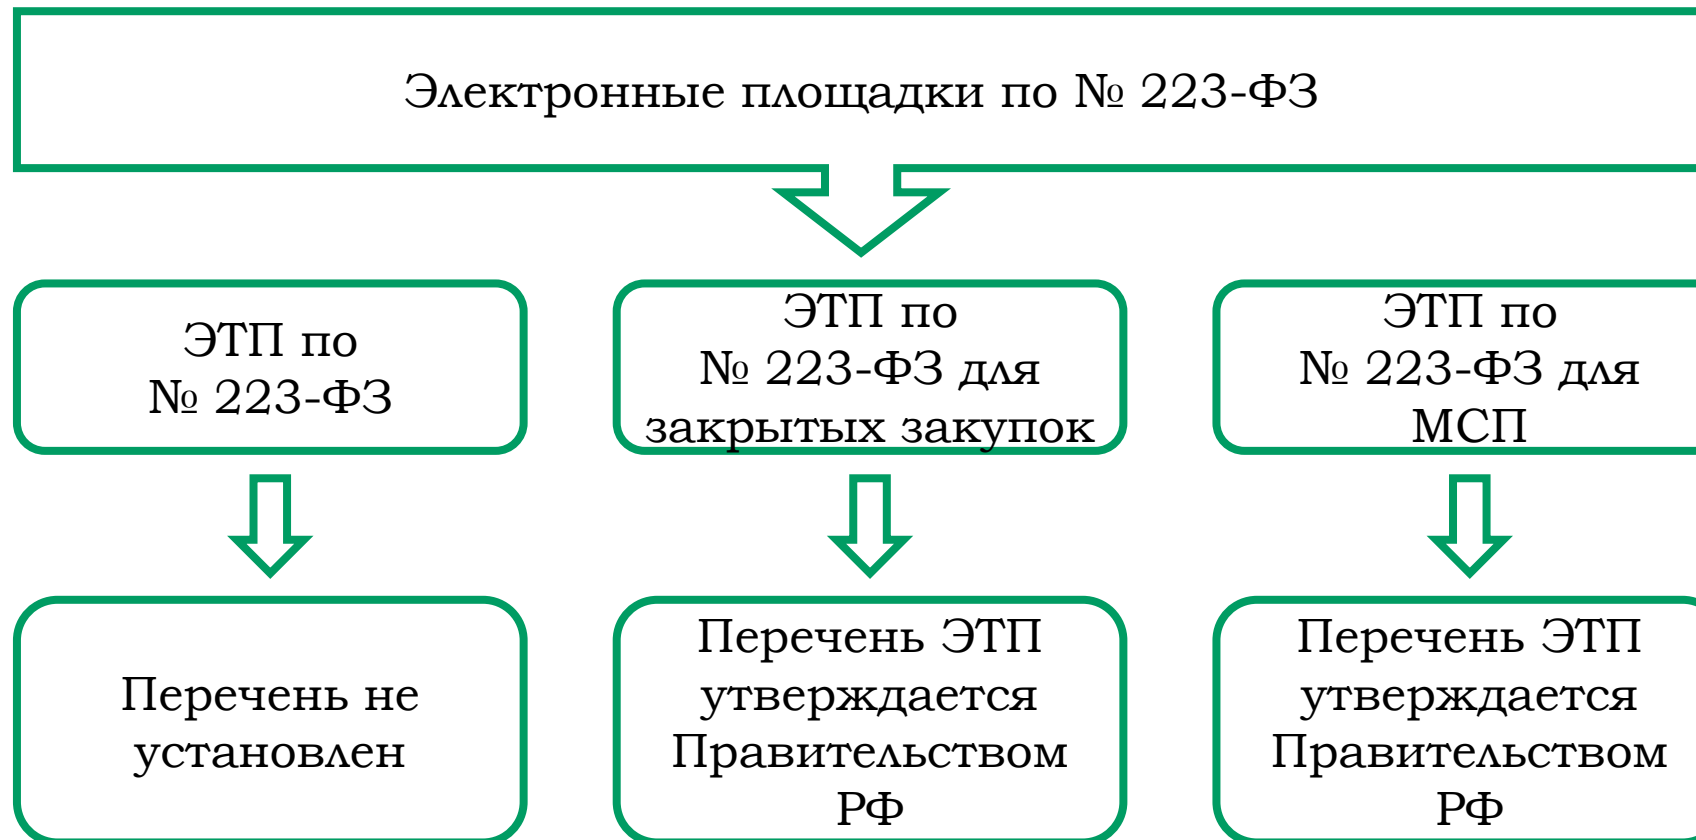 Электронные площадки по № 223-ФЗ
ЭТП по
№ 223-ФЗ
ЭТП по
№ 223-ФЗ для
закрытых закупок
ЭТП по
№ 223-ФЗ для
МСП
Перечень не
установлен
Перечень ЭТП
утверждается
Правительством
РФ
Перечень ЭТП
утверждается
Правительством
РФ